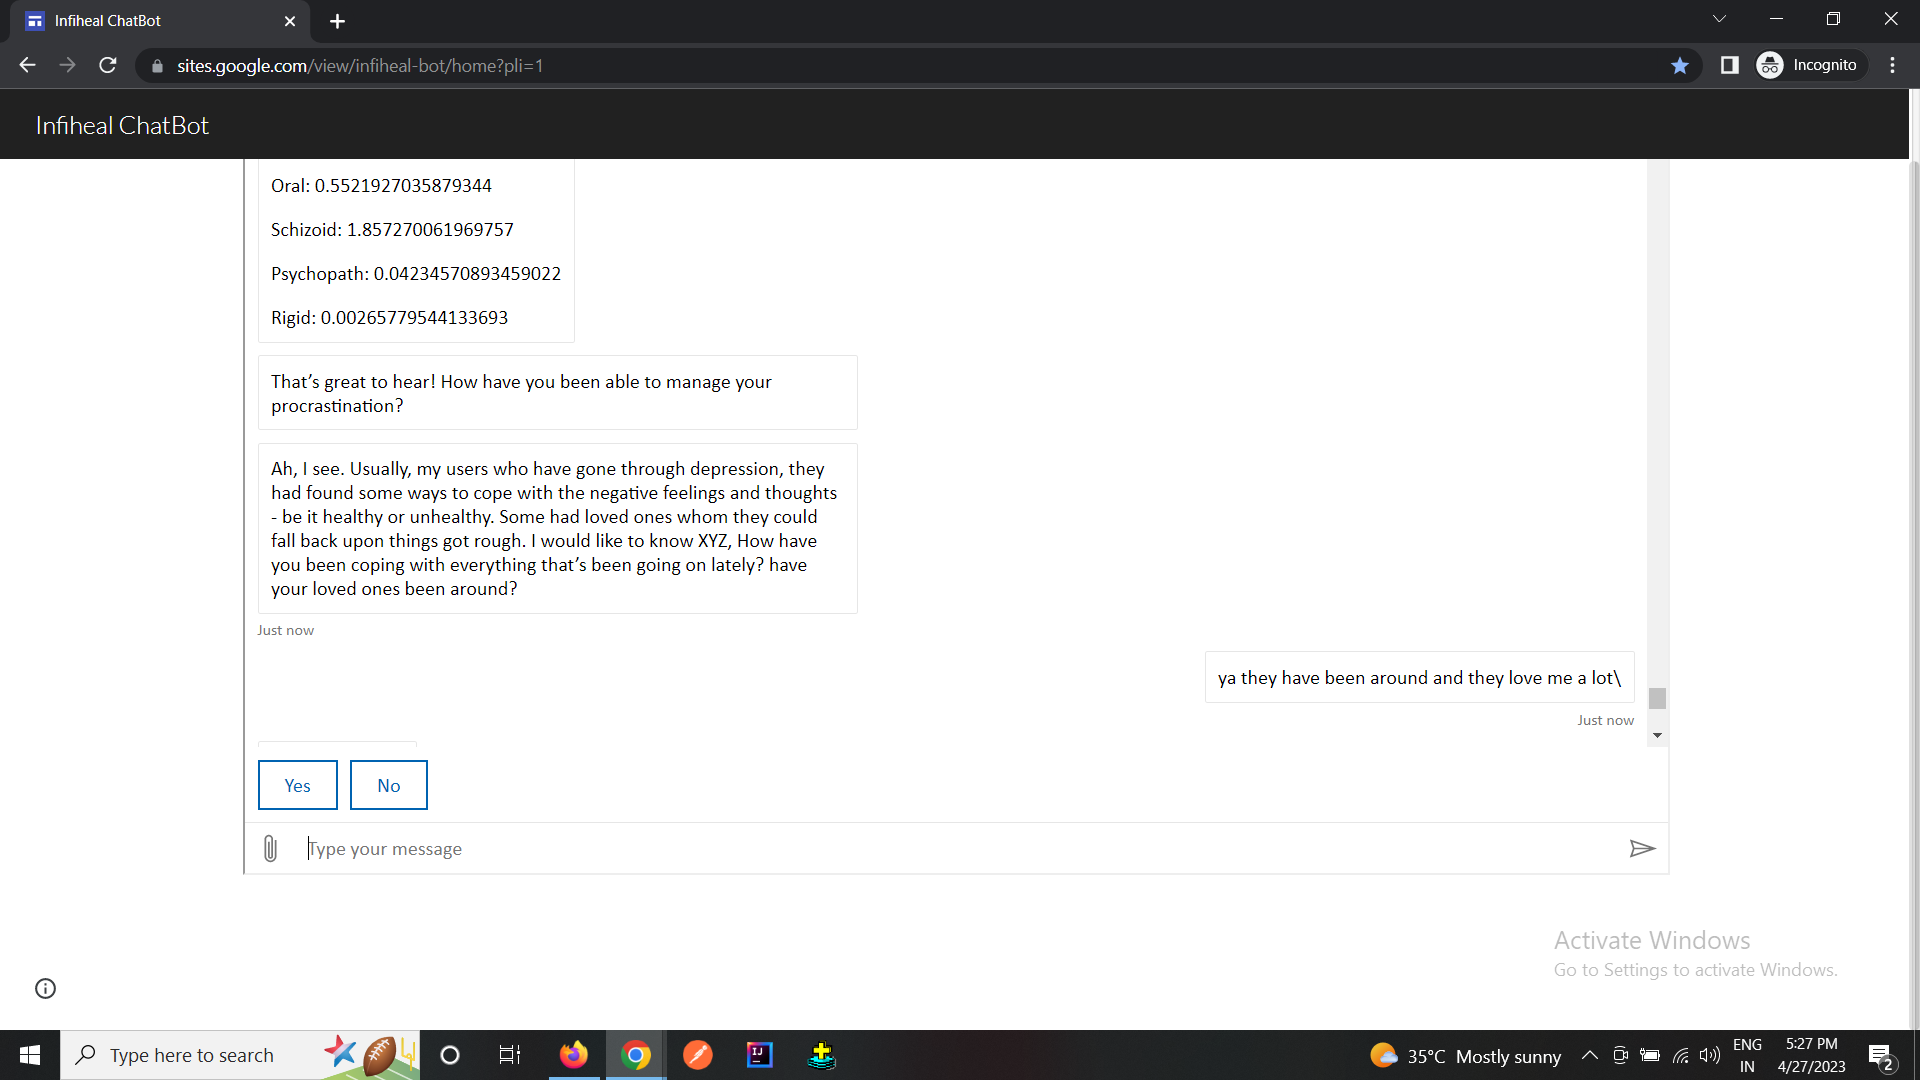 Infiheal ChatBot
sites.google.com/view/infiheal-bot/home?pli=1
Incognito
Infiheal ChatBot
Oral: 0.5521927035879344
Schizoid: 1.857270061969757
Psychopath: 0.04234570893459022
Rigid: 0.00265779544133693
That’s great to hear! How have you been able to manage your
procrastination?
Ah, I see. Usually, my users who have gone through depression, they
had found some ways to cope with the negative feelings and thoughts
- be it healthy or unhealthy. Some had loved ones whom they could
fall back upon things got rough. I would like to know XYZ, How have
you been coping with everything that’s been going on lately? have
your loved ones been around?
Just now
ya they have been around and they love me a lot\
Just now
Yes
No
Type your message
Activate Windows
Go to Settings to activate Windows.
Type here to search
IJ
35°C Mostly sunny
ENG
IN
5:27 PM
4/27/2023
2